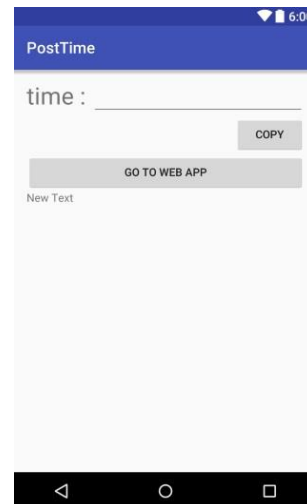 6:0
PostTime
time :
COPY
GO TO WEB APP
New Text